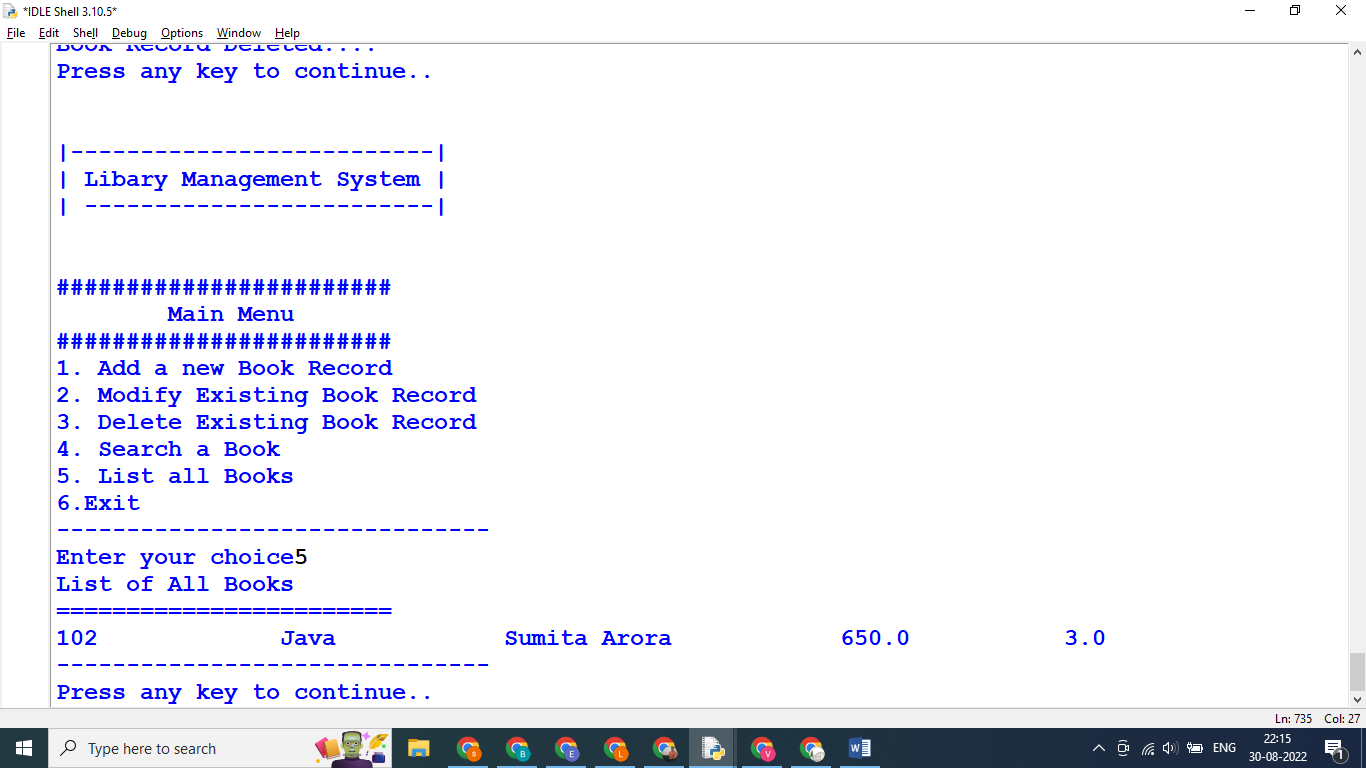 *IDLE Shell 3.10.5*
File Edit Shell Debug Options Window Help
Book Record Deleted....
Press any key to continue..
|--------------------------|
| Libary Management System |
| -------------------------|
########################
Main Menu
########################
1. Add a new Book Record
2. Modify Existing Book Record
3. Delete Existing Book Record
4. Search a Book
5. List all Books
6.Exit
-------------------------------
Enter your choice5
List of All Books
========================
102 Java Sumita Arora 650.0 3.0
-------------------------------
Press any key to continue..
Ln: 735 Col: 27
Type here to search
S B E L V W ENG 22:15
30-08-2022 1